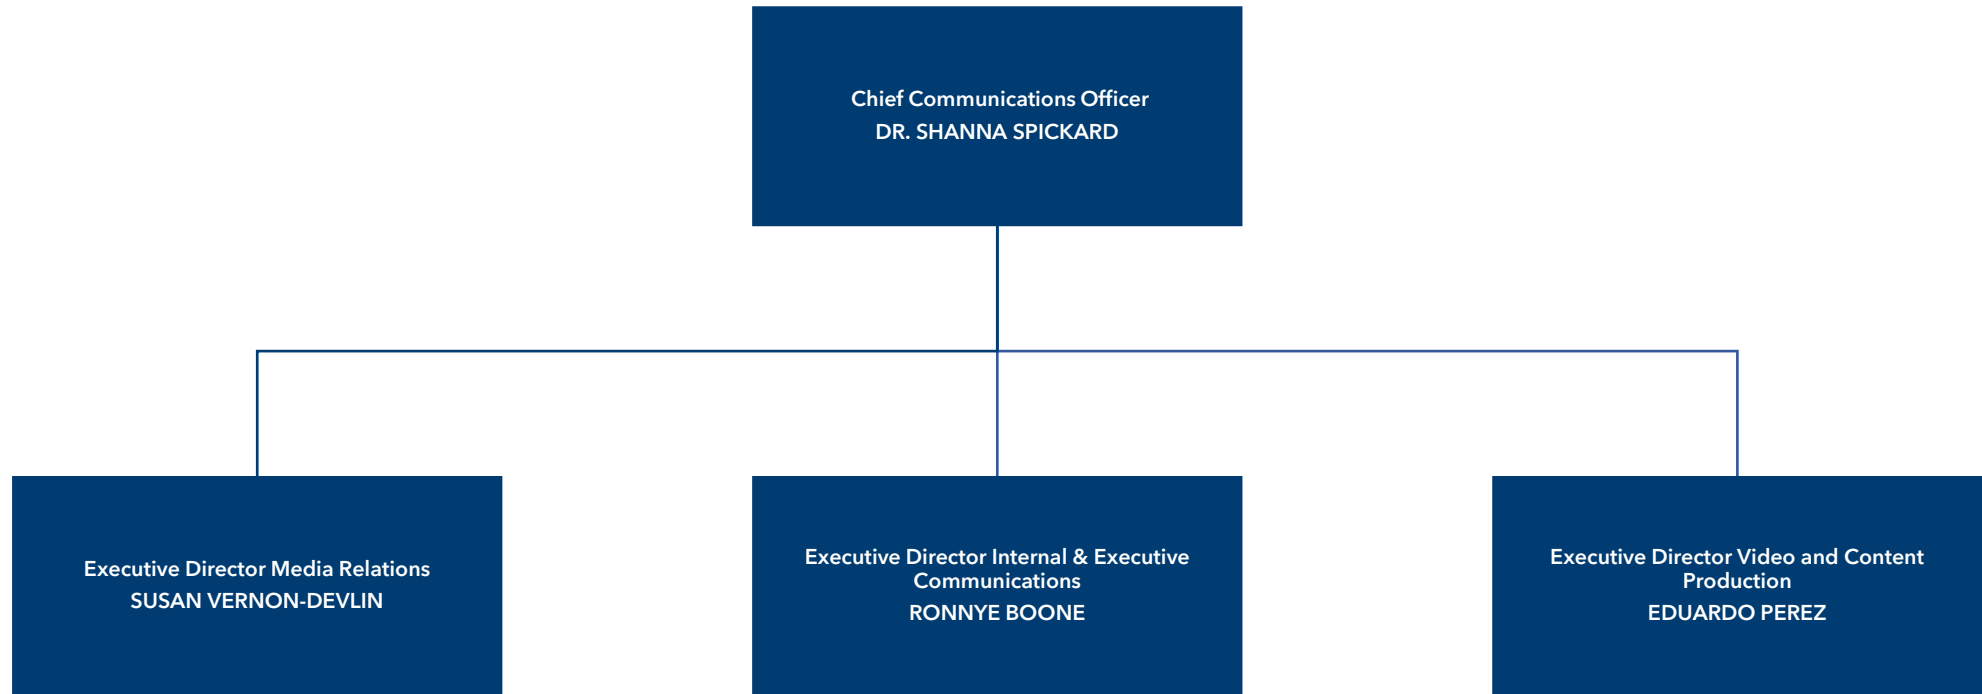 Chief Communications Officer
DR. SHANNA SPICKARD
Executive Director Media Relations
SUSAN VERNON-DEVLIN
Executive Director Internal & Executive
Communications
RONNYE BOONE
Executive Director Video and Content
Production
EDUARDO PEREZ